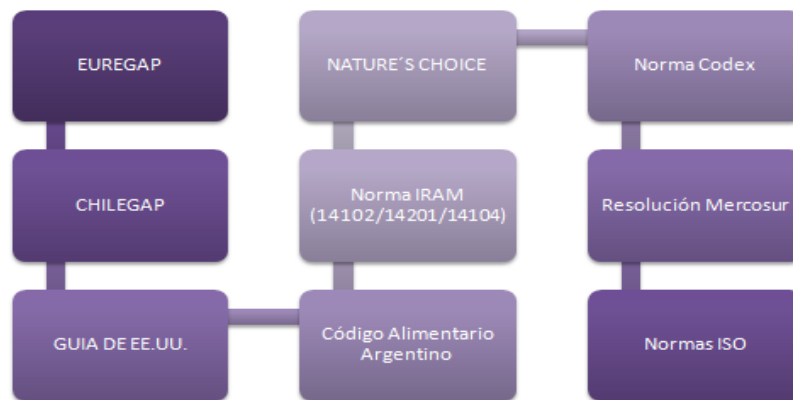 EUREGAP
CHILEGAP
GUIA DE EE.UU.
Código Alimentario
Argentino
Norma IRAM
(14102/14201/14104)
NATURE´S CHOICE
Norma Codex
Resolución Mercosur
Normas ISO